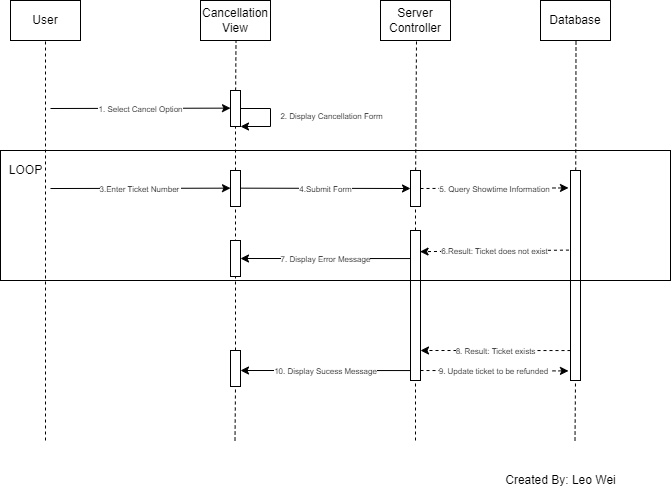 User
Cancellation
View
Server
Controller
Database
1. Select Cancel Option
2. Display Cancellation Form
LOOP
3.Enter Ticket Number
4.Submit Form
5. Query Showtime Information
6.Result: Ticket does not exist
7. Display Error Message
8. Result: Ticket exists
10. Display Sucess Message
9. Update ticket to be refunded
Created By: Leo Wei